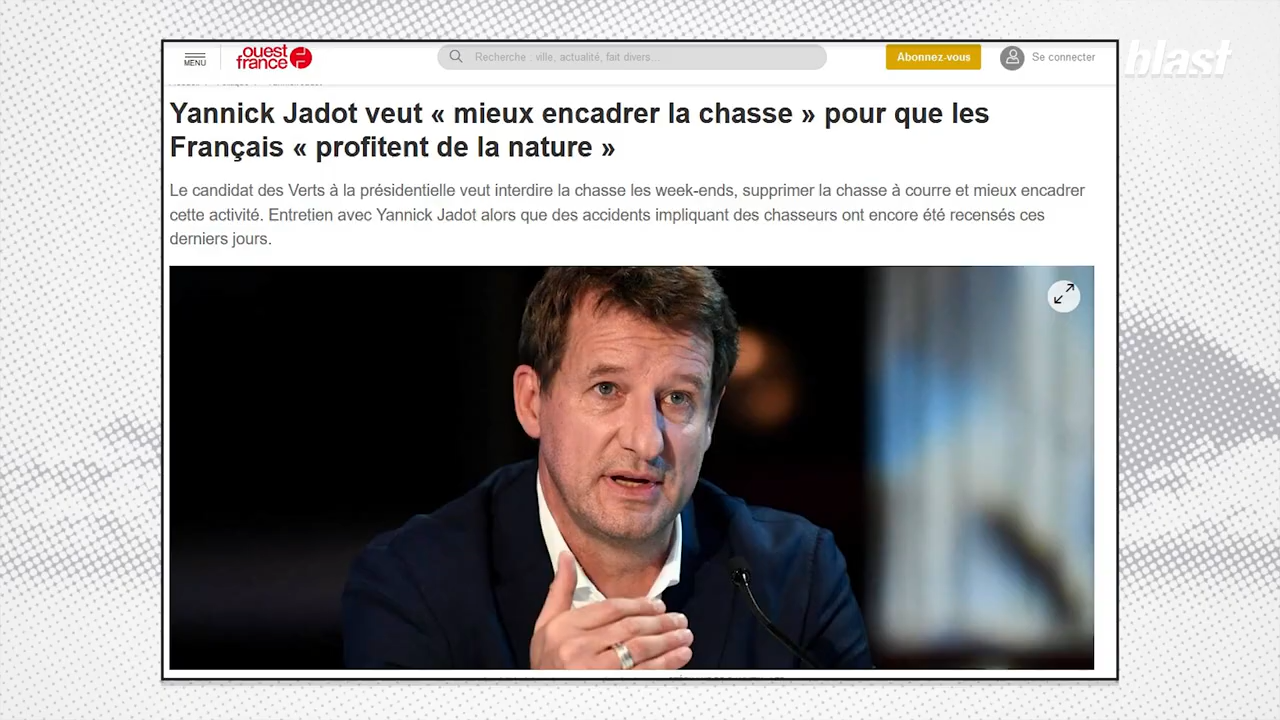 blast
MENU
ouest
france
Recherche : ville, actualité, fait divers...
Abonnez-vous
Se connecter
Yannick Jadot veut « mieux encadrer la chasse » pour que les
Français « profitent de la nature »
Le candidat des Verts à la présidentielle veut interdire la chasse les week-ends, supprimer la chasse à courre et mieux encadrer
cette activité. Entretien avec Yannick Jadot alors que des accidents impliquant des chasseurs ont encore été recensés ces
derniers jours.